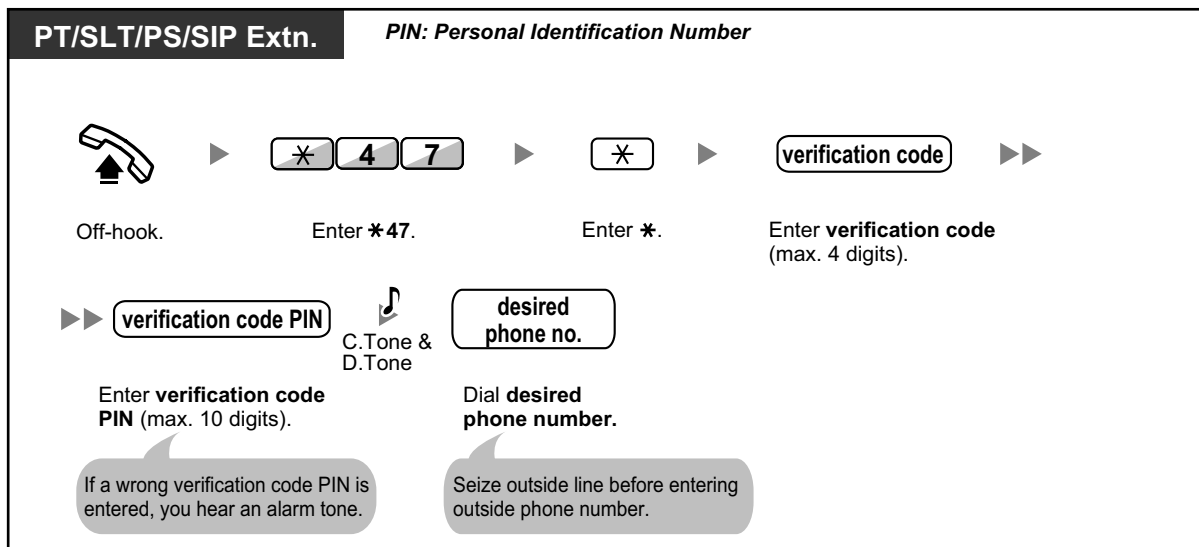 PT/SLT/PS/SIP Extn.
PIN: Personal Identification Number
* 4 7
*
verification code
Off-hook.
Enter *47.
Enter *.
Enter verification code
(max. 4 digits).
verification code PIN
C.Tone &
D.Tone
desired
phone no.
Enter verification code
PIN (max. 10 digits).
Dial desired
phone number.
If a wrong verification code PIN is
entered, you hear an alarm tone.
Seize outside line before entering
outside phone number.